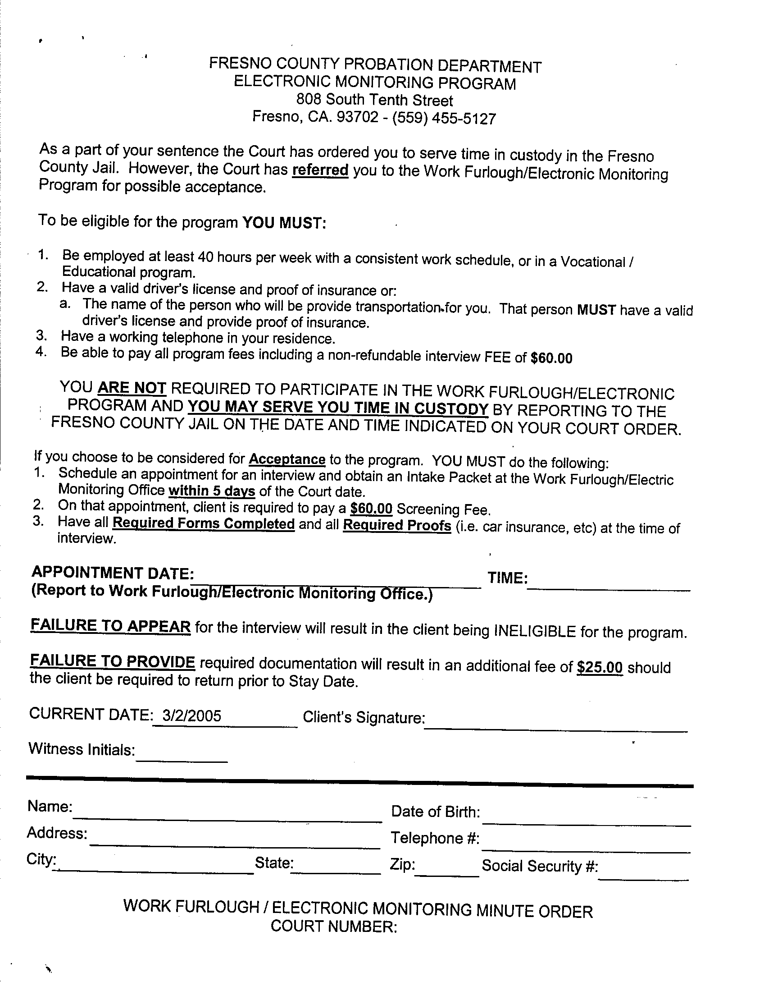 FRESNO COUNTY PROBATION DEPARTMENT
ELECTRONIC MONITORING PROGRAM
808 South Tenth Street
Fresno, CA. 93702 - (559) 455-5127
As a part of your sentence the Court has ordered you to serve time in custody in the Fresno
County Jail. However, the Court has referred you to the Work Furlough/Electronic Monitoring
Program for possible acceptance.
To be eligible for the program YOU MUST:
1. Be employed at least 40 hours per week with a consistent work schedule, or in a Vocational /
Educational program.
2. Have a valid driver's license and proof of insurance or:
a. The name of the person who will be provide transportation for you. That person MUST have a valid
driver's license and provide proof of insurance.
3. Have a working telephone in your residence.
4. Be able to pay all program fees including a non-refundable interview FEE of $60.00
YOU ARE NOT REQUIRED TO PARTICIPATE IN THE WORK FURLOUGH/ELECTRONIC
PROGRAM AND YOU MAY SERVE YOU TIME IN CUSTODY BY REPORTING TO THE
FRESNO COUNTY JAIL ON THE DATE AND TIME INDICATED ON YOUR COURT ORDER.
If you choose to be considered for Acceptance to the program. YOU MUST do the following:
1. Schedule an appointment for an interview and obtain an Intake Packet at the Work Furlough/Electric
Monitoring Office within 5 days of the Court date.
2. On that appointment, client is required to pay a $60.00 Screening Fee.
3. Have all Required Forms Completed and all Required Proofs (i.e. car insurance, etc) at the time of
interview.
APPOINTMENT DATE: TIME:
(Report to Work Furlough/Electronic Monitoring Office.)
FAILURE TO APPEAR for the interview will result in the client being INELIGIBLE for the program.
FAILURE TO PROVIDE required documentation will result in an additional fee of $25.00 should
the client be required to return prior to Stay Date.
CURRENT DATE: 3/2/2005 Client's Signature:
Witness Initials:
Name: Date of Birth:
Address: Telephone #:
City: State: Zip: Social Security #:
WORK FURLOUGH / ELECTRONIC MONITORING MINUTE ORDER
COURT NUMBER: